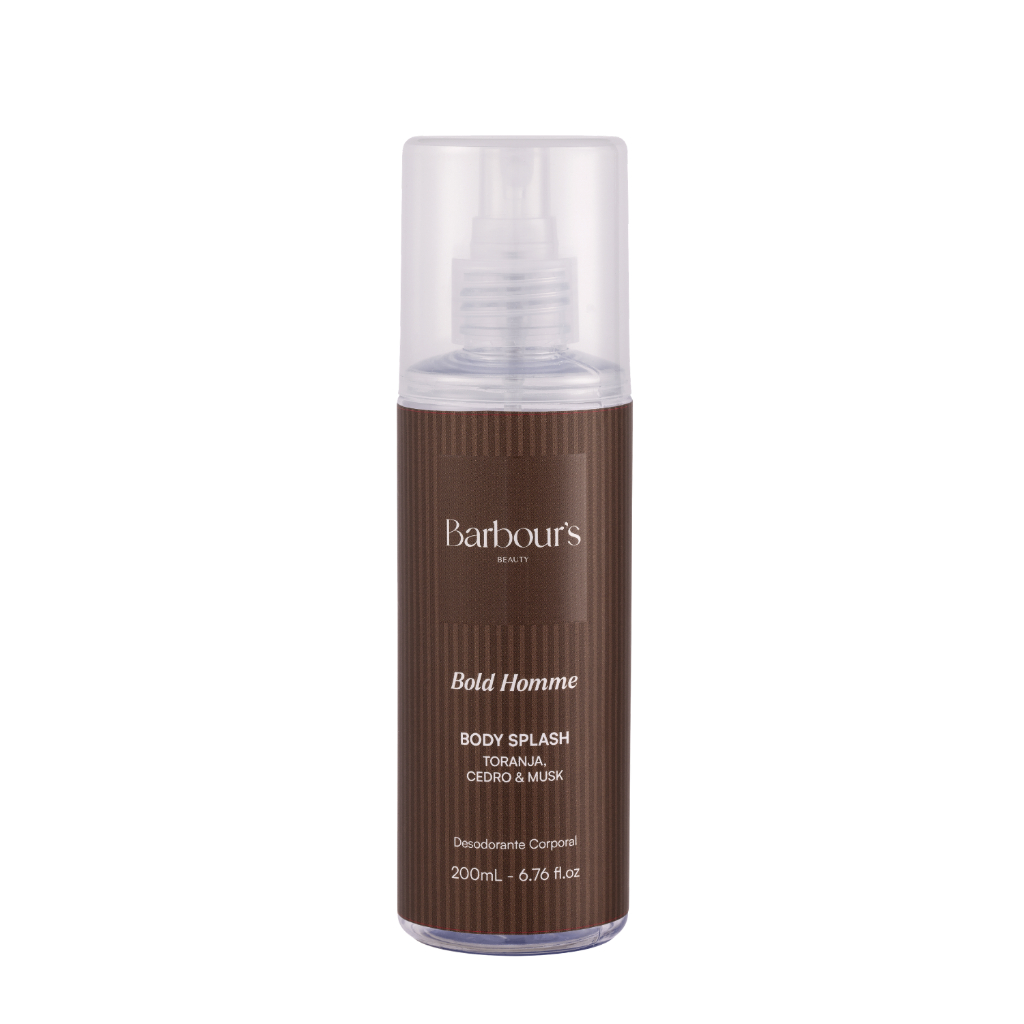 Barbour's
BEAUTY
Bold Homme
BODY SPLASH
TORANJA,
CEDRO & MUSK
Desodorante Corporal
200mL - 6.76 fl.oz